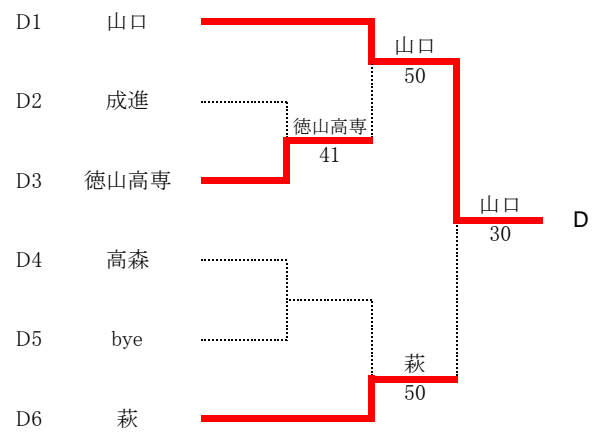 D1 山口
山口
50
D2 成進
徳山高専
41
D3 徳山高専
山口
30
D
D4 高森
D5 bye
萩
50
D6 萩